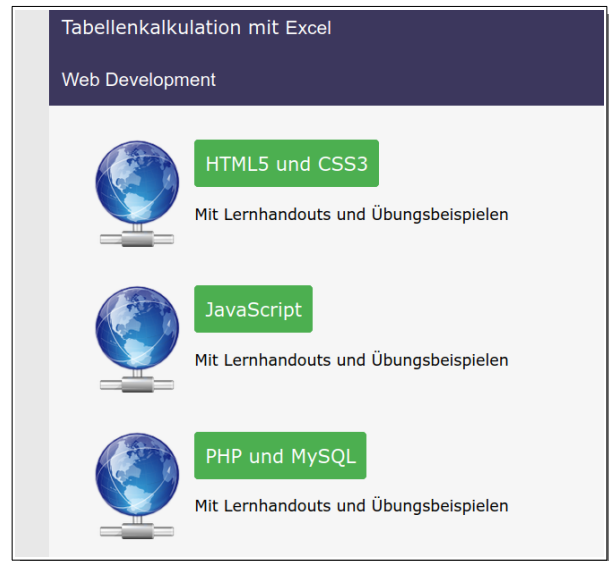 Tabellenkalkulation mit Excel
Web Development
HTML5 und CSS3
Mit Lernhandouts und Übungsbeispielen
JavaScript
Mit Lernhandouts und Übungsbeispielen
PHP und MySQL
Mit Lernhandouts und Übungsbeispielen